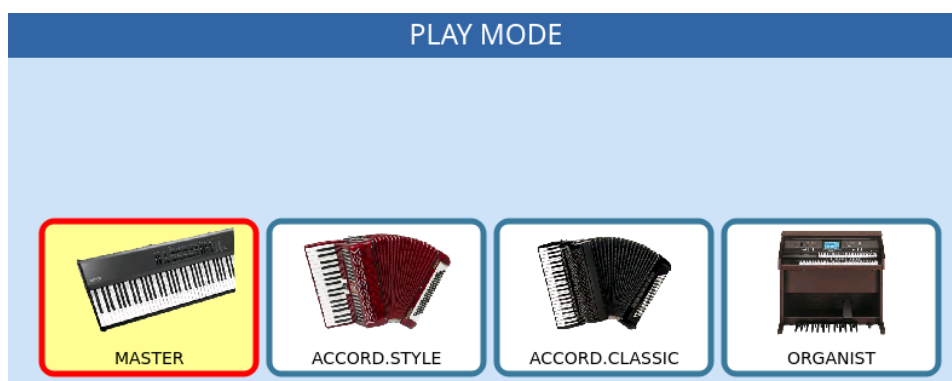 PLAY MODE
MASTER
ACCORD.STYLE
ACCORD.CLASSIC
ORGANIST